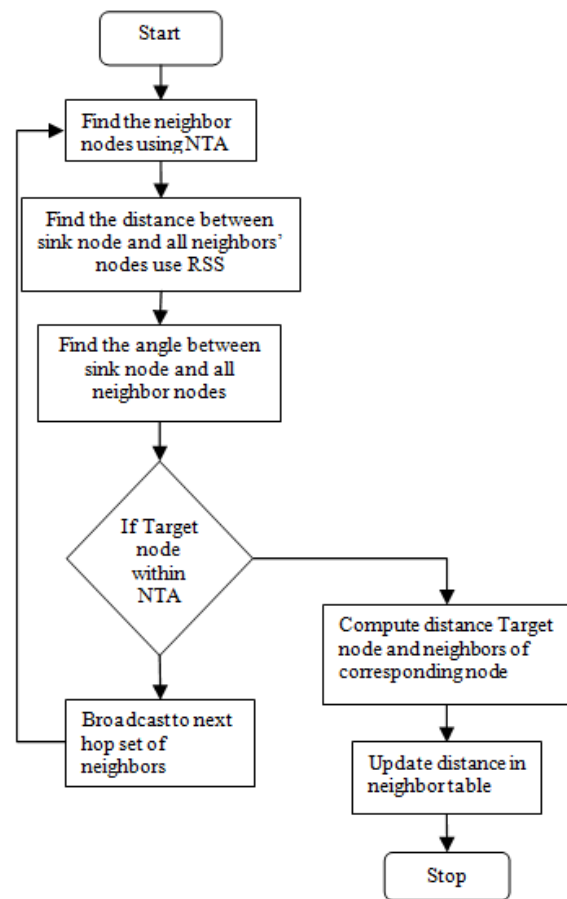 Start
Find the neighbor
nodes using NTA
Find the distance between
sink node and all neighbors’
nodes use RSS
Find the angle between
sink node and all
neighbor nodes
If Target
node
within
NTA
Compute distance Target
node and neighbors of
corresponding node
Broadcast to next
hop set of
neighbors
Update distance in
neighbor table
Stop